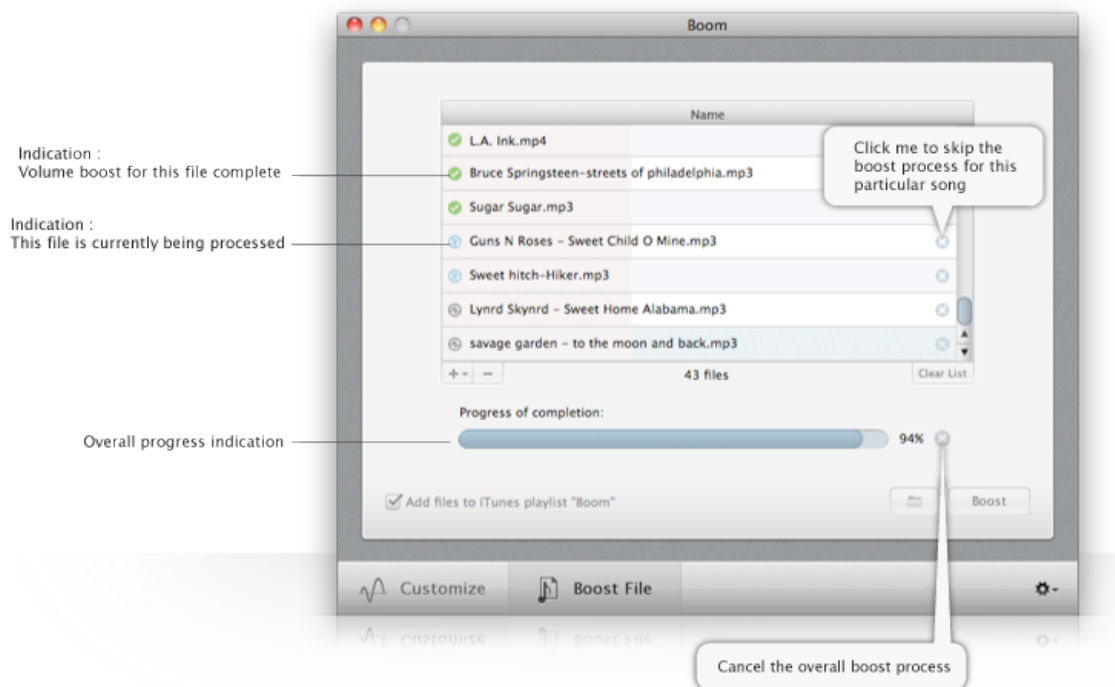 Boom
Name
L.A. Ink.mp4
Click me to skip the
boost process for this
particular song
Indication :
Volume boost for this file complete
Bruce Springsteen-streets of philadelphia.mp3
Sugar Sugar.mp3
Indication :
This file is currently being processed
Guns N Roses - Sweet Child O Mine.mp3
Sweet hitch-Hiker.mp3
Lynrd Skynrd - Sweet Home Alabama.mp3
savage garden - to the moon and back.mp3
43 files
Clear List
Progress of completion:
Overall progress indication
94%
Add files to iTunes playlist "Boom"
Boost
Customize
Boost File
Cancel the overall boost process